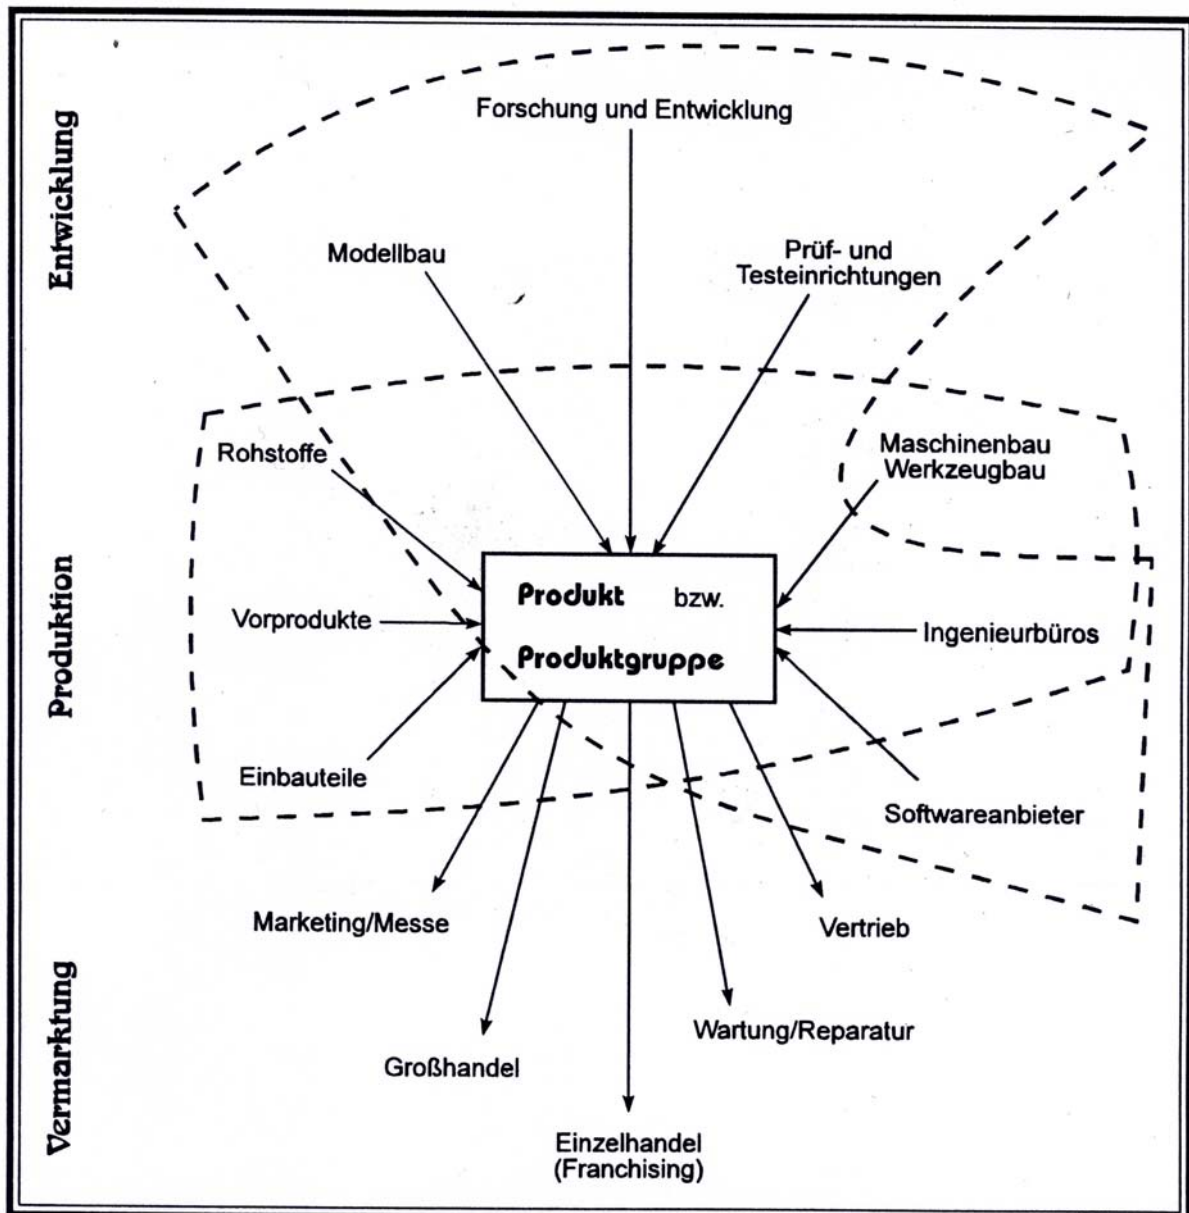 Entwicklung
Forschung und Entwicklung
Modellbau
Prüf- und
Testeinrichtungen
Produktion
Rohstoffe
Maschinenbau
Werkzeugbau
Produkt bzw.
Produktgruppe
Vorprodukte
Ingenieurbüros
Einbauteile
Softwareanbieter
Vermarktung
Marketing/Messe
Vertrieb
Großhandel
Wartung/Reparatur
Einzelhandel
(Franchising)